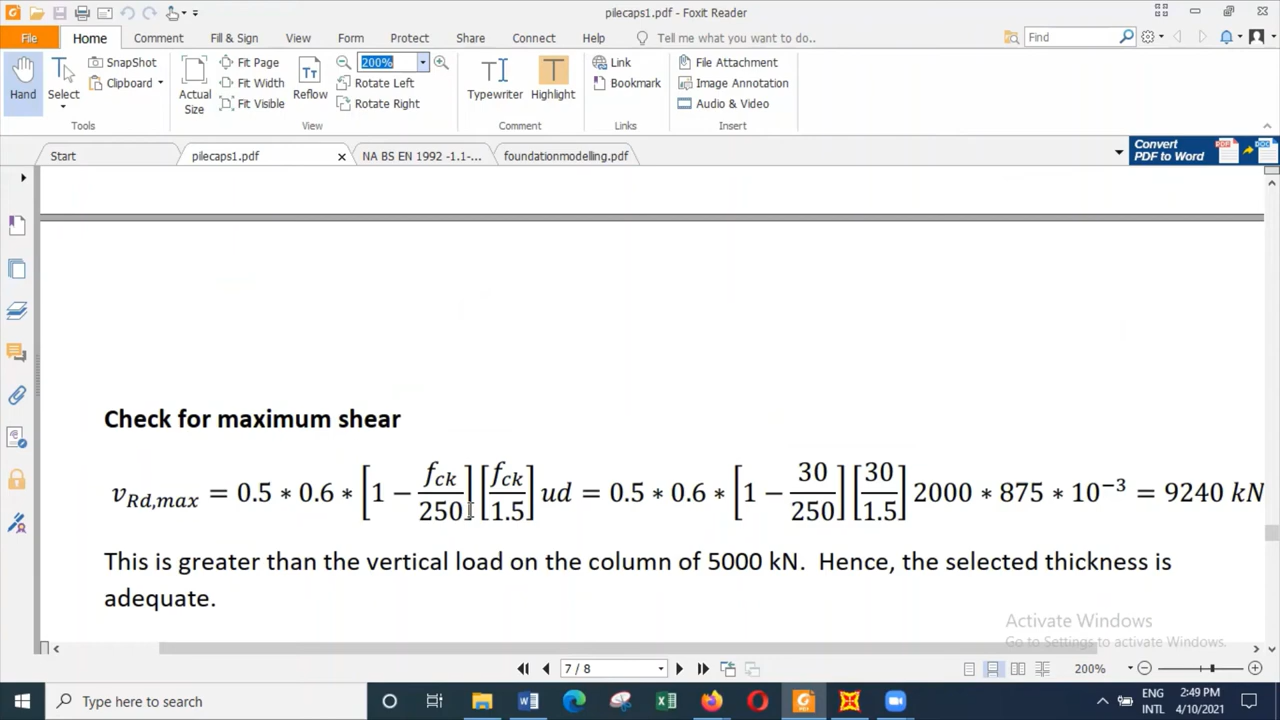 pilecaps1.pdf - Foxit Reader
File Home Comment Fill & Sign View Form Protect Share Connect Help Tell me what you want to do.. Find
Hand
Select
SnapShot
Clipboard
Actual Size
Fit Page
Fit Width
Fit Visible
Reflow
200%
Rotate Left
Rotate Right
Typewriter
Highlight
Link
Bookmark
File Attachment
Image Annotation
Audio & Video
Tools View Comment Links Insert
Start pilecaps1.pdf NA BS EN 1992 -1.1-... foundationmodelling.pdf
Convert
PDF to Word
Check for maximum shear
v_{Rd,max} = 0.5 * 0.6 * [1 − f_{ck}/250] [f_{ck}/1.5] ud = 0.5 * 0.6 * [1 − 30/250] [30/1.5] 2000 * 875 * 10^{−3} = 9240 kN
This is greater than the vertical load on the column of 5000 kN. Hence, the selected thickness is
adequate.
Activate Windows
Go to Settings to activate Windows.
7 / 8
200%
Type here to search
ENG
INTL
2:49 PM
4/10/2021